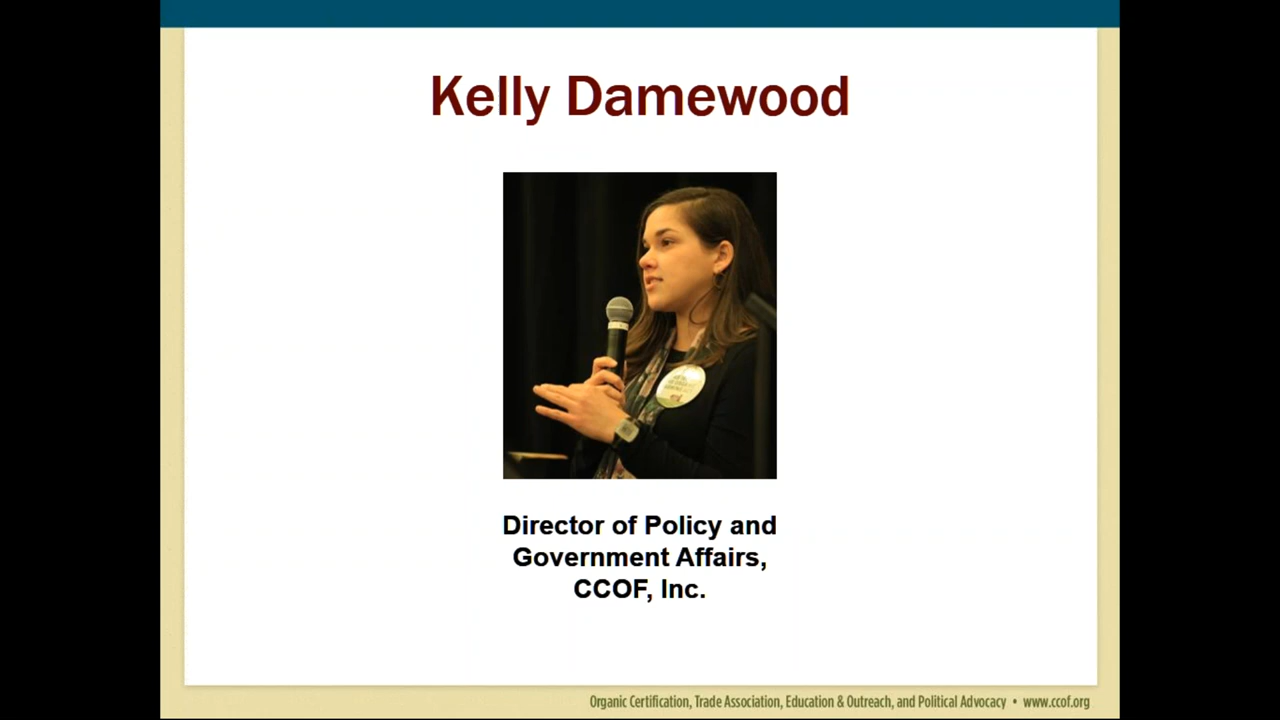 Kelly Damewood
Director of Policy and
Government Affairs,
CCOF, Inc.
Organic Certification, Trade Association, Education & Outreach, and Political Advocacy • www.ccof.org